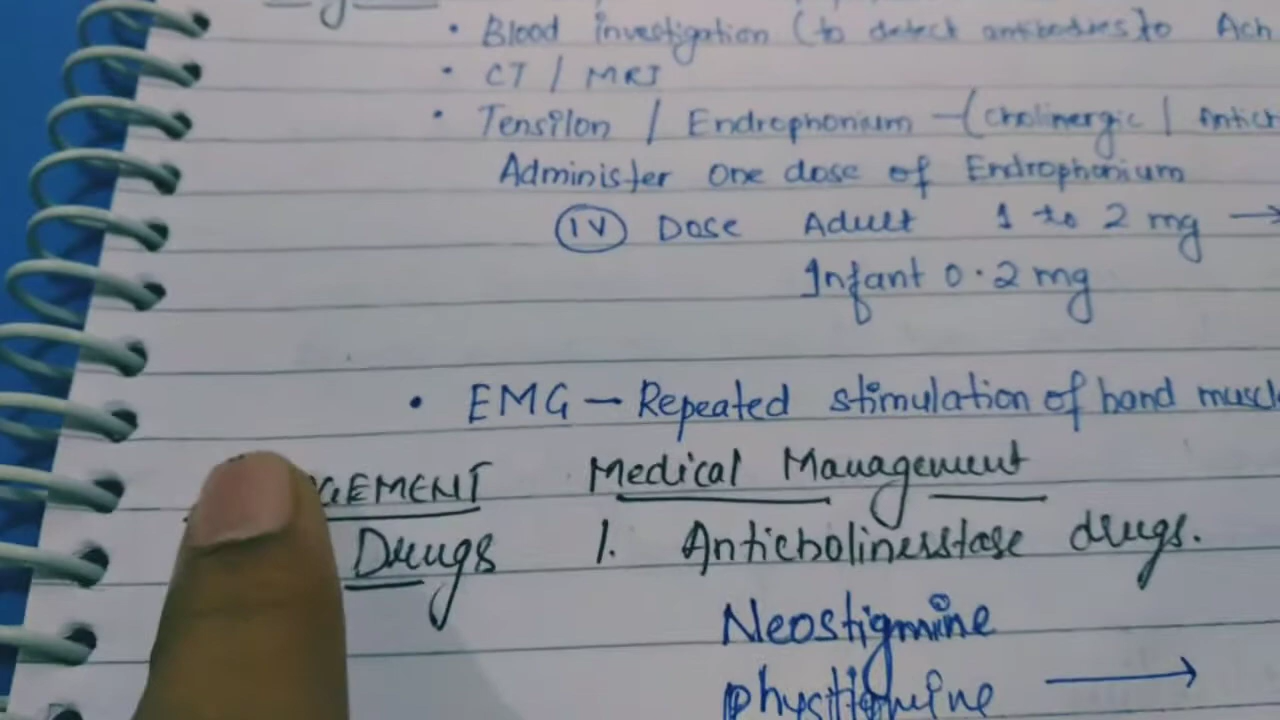 • Blood investigation (to detect antibodies) to Ach
• CT / MRI
• Tensilon / Endrophonium - (cholinergic | Antich
Administer one dose of Endrophonium
IV Dose Adult 1 to 2 mg →
Infant 0.2 mg
• EMG - Repeated stimulation of hand muscl
GEMENT Medical Management
Drugs 1. Anticholinesstase drugs.
Neostigmine
→